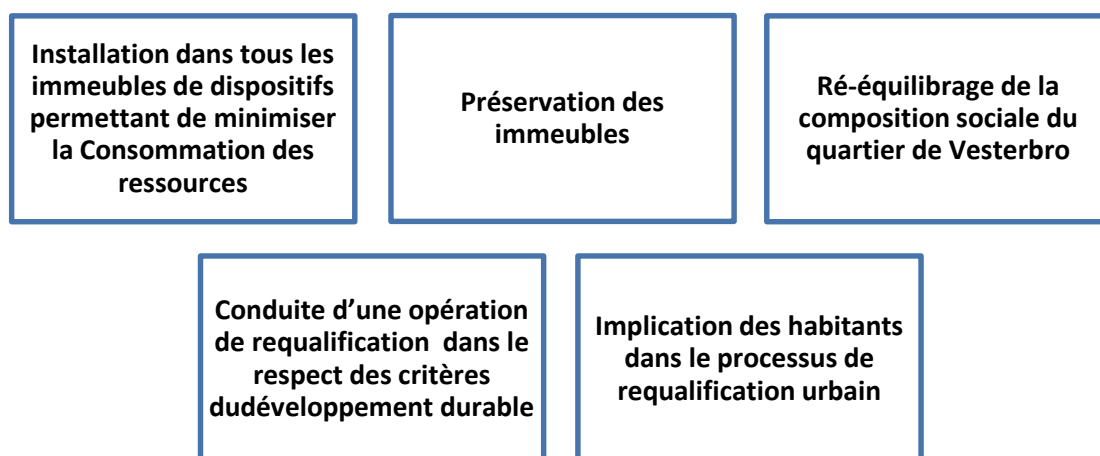 Installation dans tous les
immeubles de dispositifs
permettant de minimiser
la Consommation des
ressources
Préservation des
immeubles
Ré-équilibrage de la
composition sociale du
quartier de Vesterbro
Conduite d’une opération
de requalification dans le
respect des critères
dudéveloppement durable
Implication des habitants
dans le processus de
requalification urbain